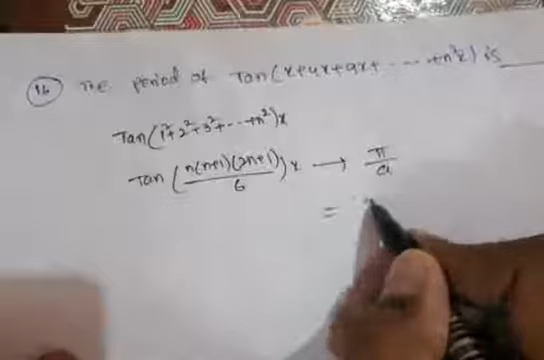 16 The period of Tan(x+4x+9x+ ---- +n²x) is ___
Tan(1²+2²+3²+---+n²)x
Tan (n(n+1)(2n+1)/6) x → π/a
=